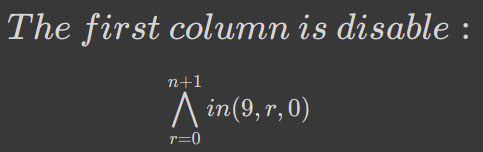 The first column is disable :
n+1
⋀ in(9, r, 0)
r=0